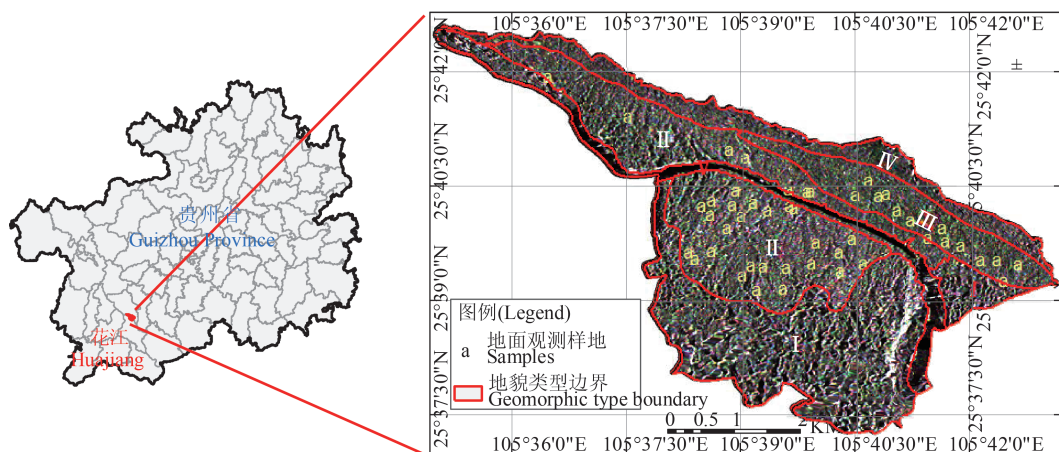 105°36'0"E 105°37'30"E 105°39'0"E 105°40'30"E 105°42'0"E
25°42'0"N
25°40'30"N
25°39'0"N
25°37'30"N
25°42'0"N
25°40'30"N
25°39'0"N
25°37'30"N
贵州省
Guizhou Province
花江
Huajiang
II
IV
III
II
I
图例(Legend)
a 地面观测样地
Samples
地貌类型边界
Geomorphic type boundary
0 0.5 1 2
KM
105°36'0"E 105°37'30"E 105°39'0"E 105°40'30"E 105°42'0"E